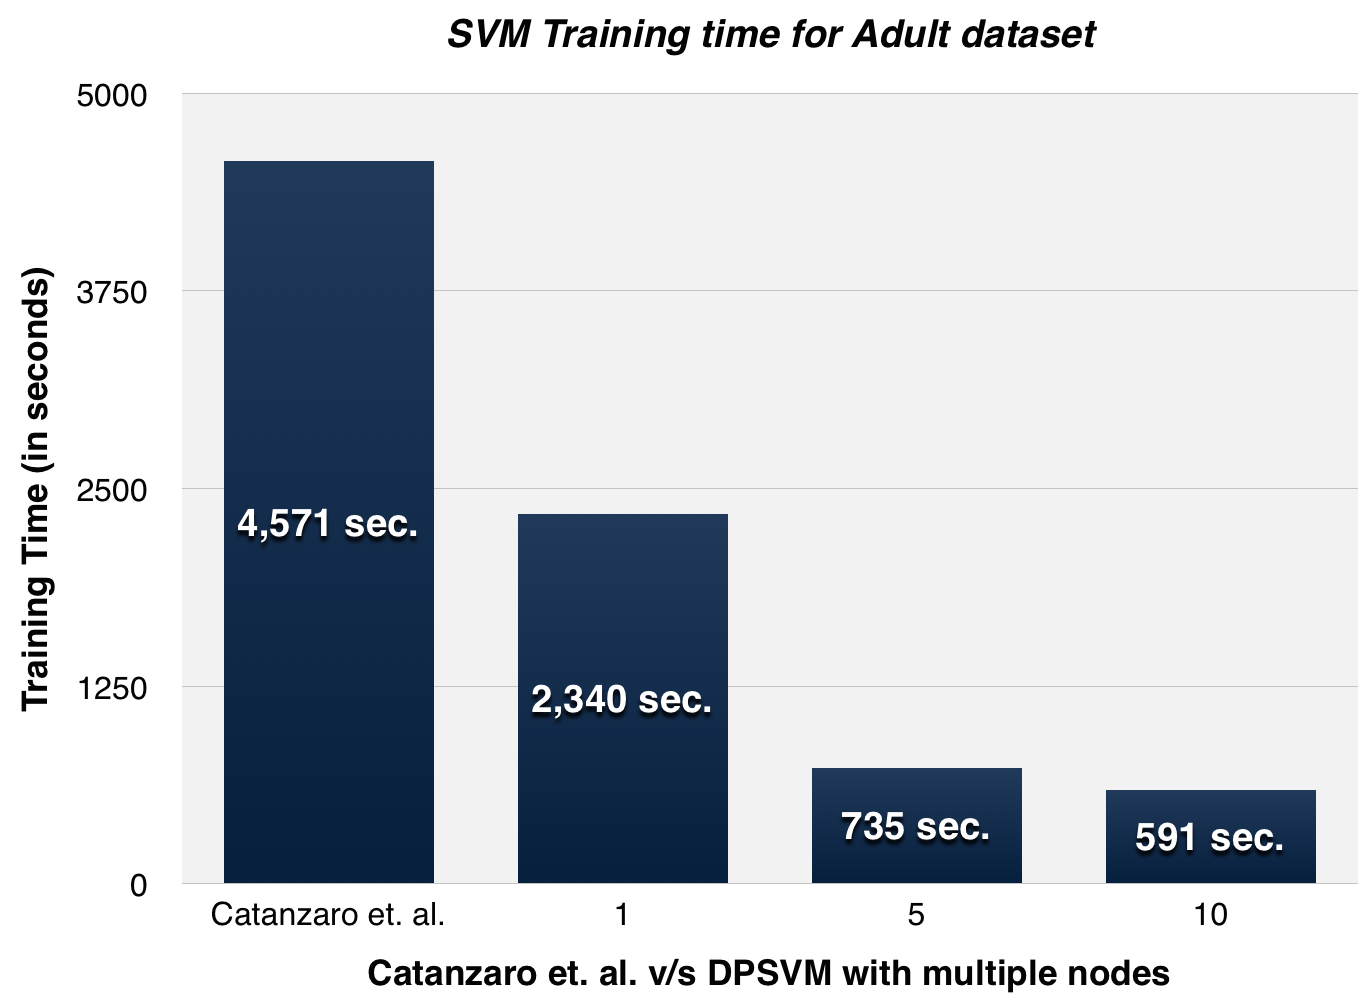 SVM Training time for Adult dataset
Training Time (in seconds)
5000
3750
2500
1250
0
4,571 sec.
2,340 sec.
735 sec.
591 sec.
Catanzaro et. al.
1
5
10
Catanzaro et. al. v/s DPSVM with multiple nodes